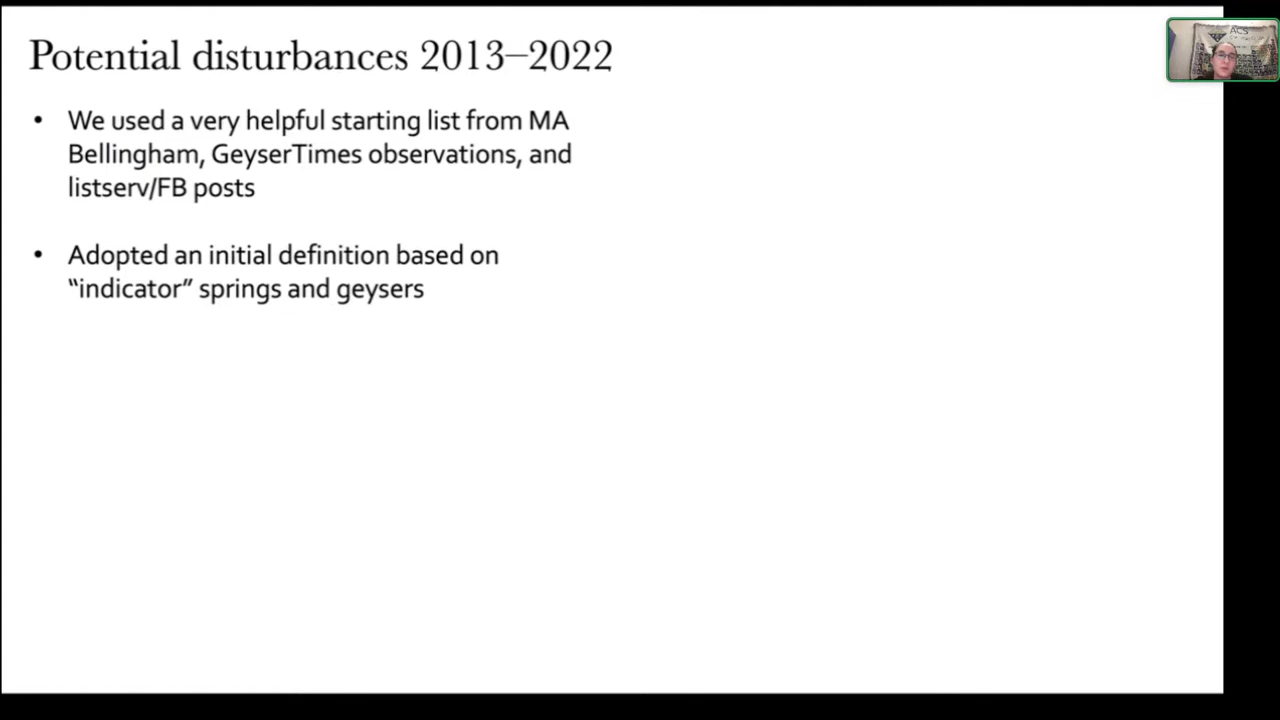 Potential disturbances 2013–2022
• We used a very helpful starting list from MA
Bellingham, GeyserTimes observations, and
listserv/FB posts
• Adopted an initial definition based on
“indicator” springs and geysers
ACS